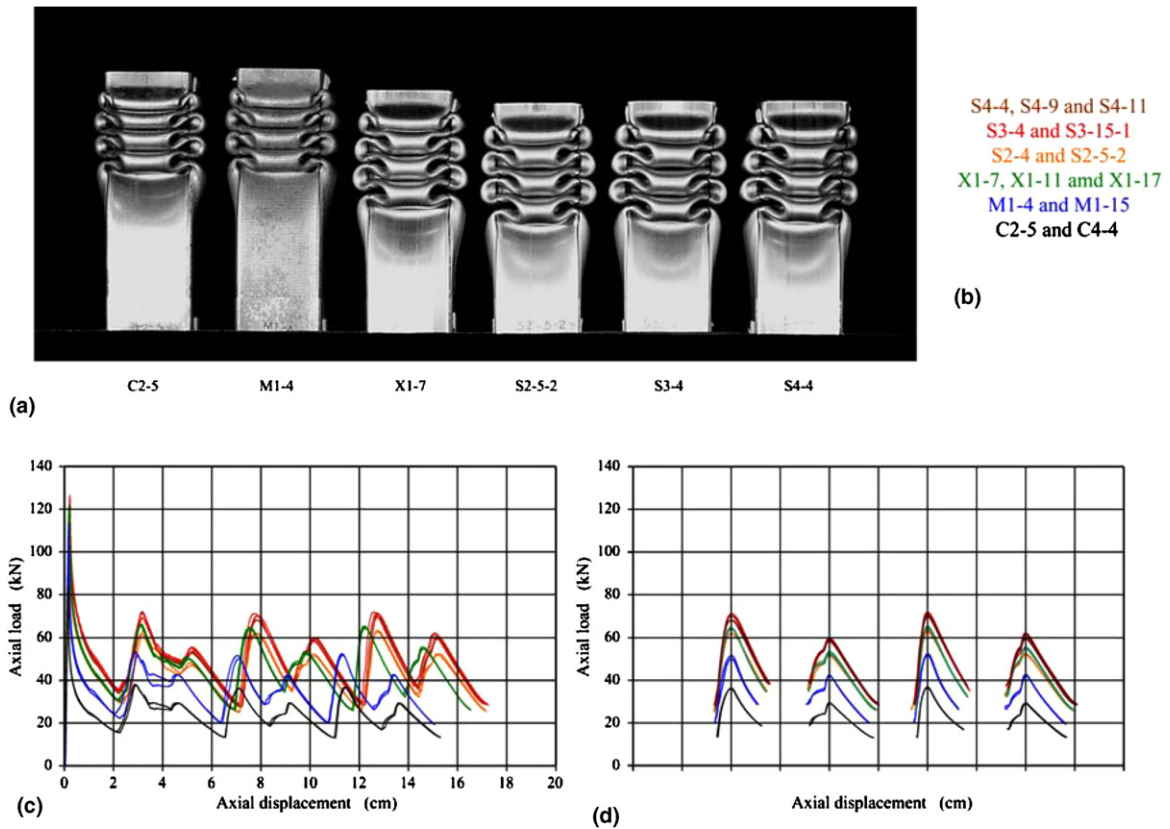 S4-4, S4-9 and S4-11
S3-4 and S3-15-1
S2-4 and S2-5-2
X1-7, X1-11 amd X1-17
M1-4 and M1-15
C2-5 and C4-4
(b)
S2-5-2
C2-5 M1-4 X1-7 S2-5-2 S3-4 S4-4
(a)
140
120
100
80
60
40
20
0
Axial load (kN)
0 2 4 6 8 10 12 14 16 18 20
Axial displacement (cm)
(c)
140
120
100
80
60
40
20
0
Axial load (kN)
Axial displacement (cm)
(d)